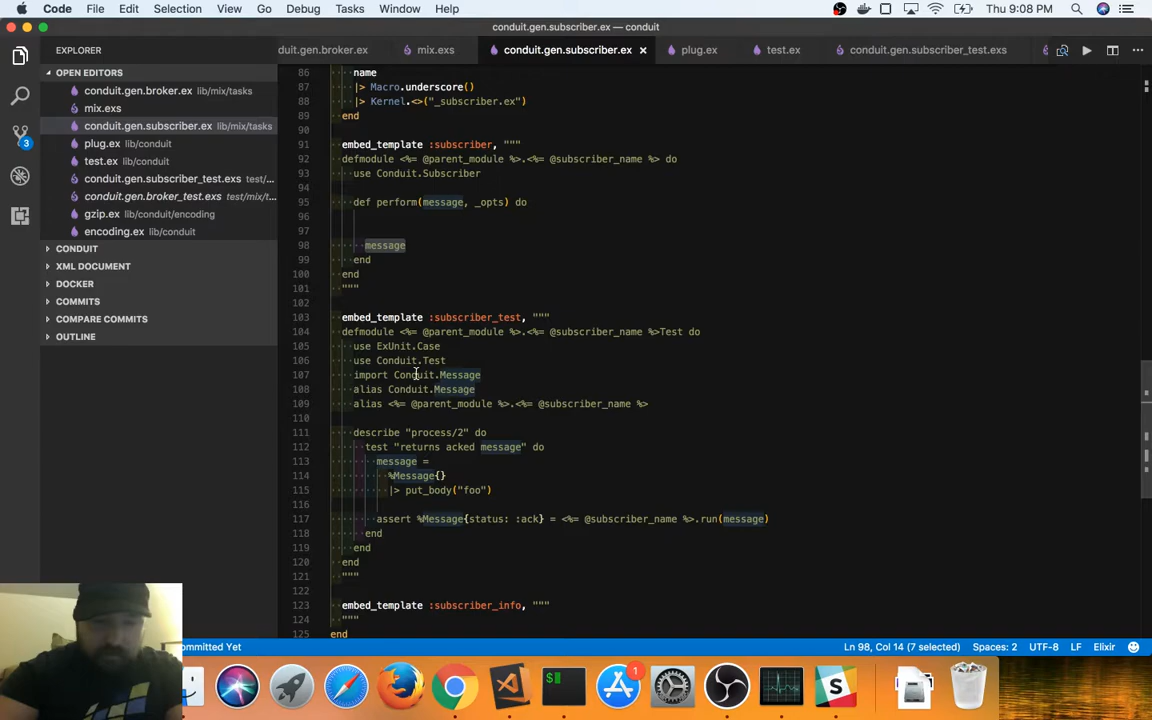 Code File Edit Selection View Go Debug Tasks Window Help
Thu 9:08 PM
conduit.gen.subscriber.ex — conduit
EXPLORER
duit.gen.broker.ex mix.exs conduit.gen.subscriber.ex × plug.ex test.ex conduit.gen.subscriber_test.exs
OPEN EDITORS
conduit.gen.broker.ex lib/mix/tasks
mix.exs
conduit.gen.subscriber.ex lib/mix/tasks
plug.ex lib/conduit
test.ex lib/conduit
conduit.gen.subscriber_test.exs test/...
conduit.gen.broker_test.exs test/mix/t...
gzip.ex lib/conduit/encoding
encoding.ex lib/conduit
CONDUIT
XML DOCUMENT
DOCKER
COMMITS
COMPARE COMMITS
OUTLINE
3
86 name
87 |> Macro.underscore()
88 |> Kernel.<>("_subscriber.ex")
89 end
90
91 embed_template :subscriber, """
92 defmodule <%= @parent_module %>.<%= @subscriber_name %> do
93 use Conduit.Subscriber
94
95 def perform(message, _opts) do
96
97
98 message
99 end
100 end
101 """
102
103 embed_template :subscriber_test, """
104 defmodule <%= @parent_module %>.<%= @subscriber_name %>Test do
105 use ExUnit.Case
106 use Conduit.Test
107 import Conduit.Message
108 alias Conduit.Message
109 alias <%= @parent_module %>.<%= @subscriber_name %>
110
111 describe "process/2" do
112 test "returns acked message" do
113 message =
114 %Message{}
115 |> put_body("foo")
116
117 assert %Message{status: :ack} = <%= @subscriber_name %>.run(message)
118 end
119 end
120 end
121 """
122
123 embed_template :subscriber_info, """
124 """
125 end
ommitted Yet
Ln 98, Col 14 (7 selected) Spaces: 2 UTF-8 LF Elixir
1